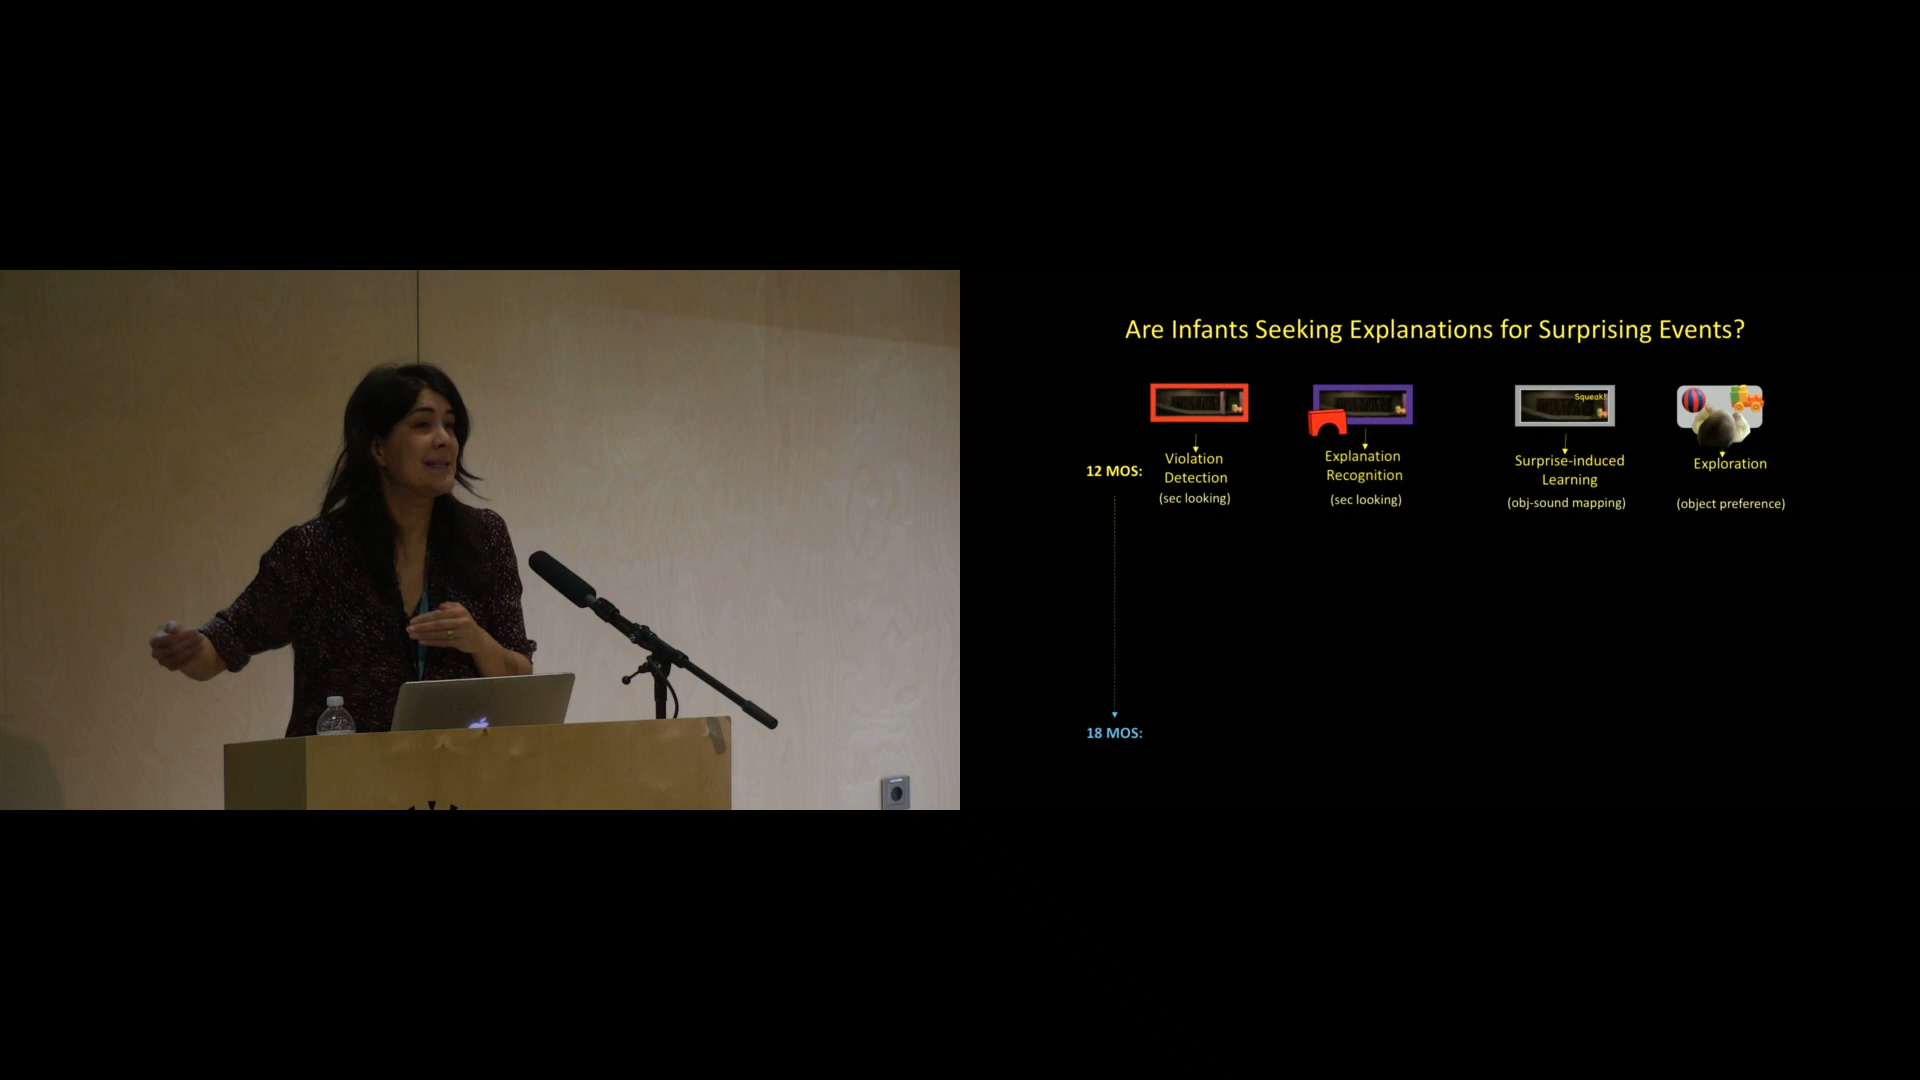 Are Infants Seeking Explanations for Surprising Events?
Squeak!
12 MOS:
Violation
Detection
(sec looking)
Explanation
Recognition
(sec looking)
Surprise-induced
Learning
(obj-sound mapping)
Exploration
(object preference)
18 MOS: